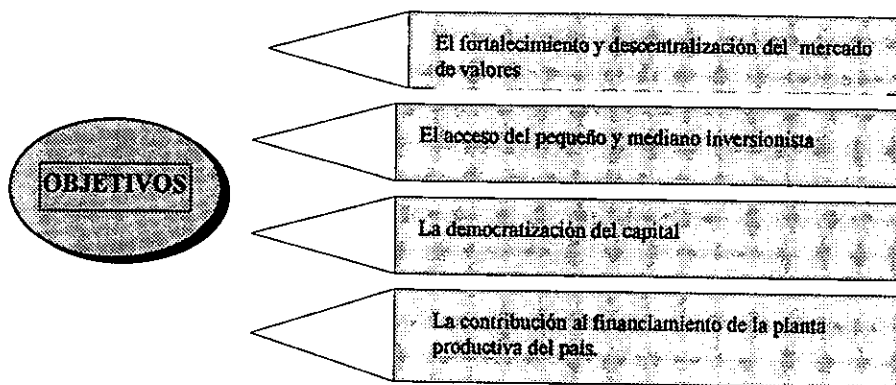 El fortalecimiento y descentralización del mercado
de valores
El acceso del pequeño y mediano inversionista
OBJETIVOS
La democratización del capital
La contribución al financiamiento de la planta
productiva del país.